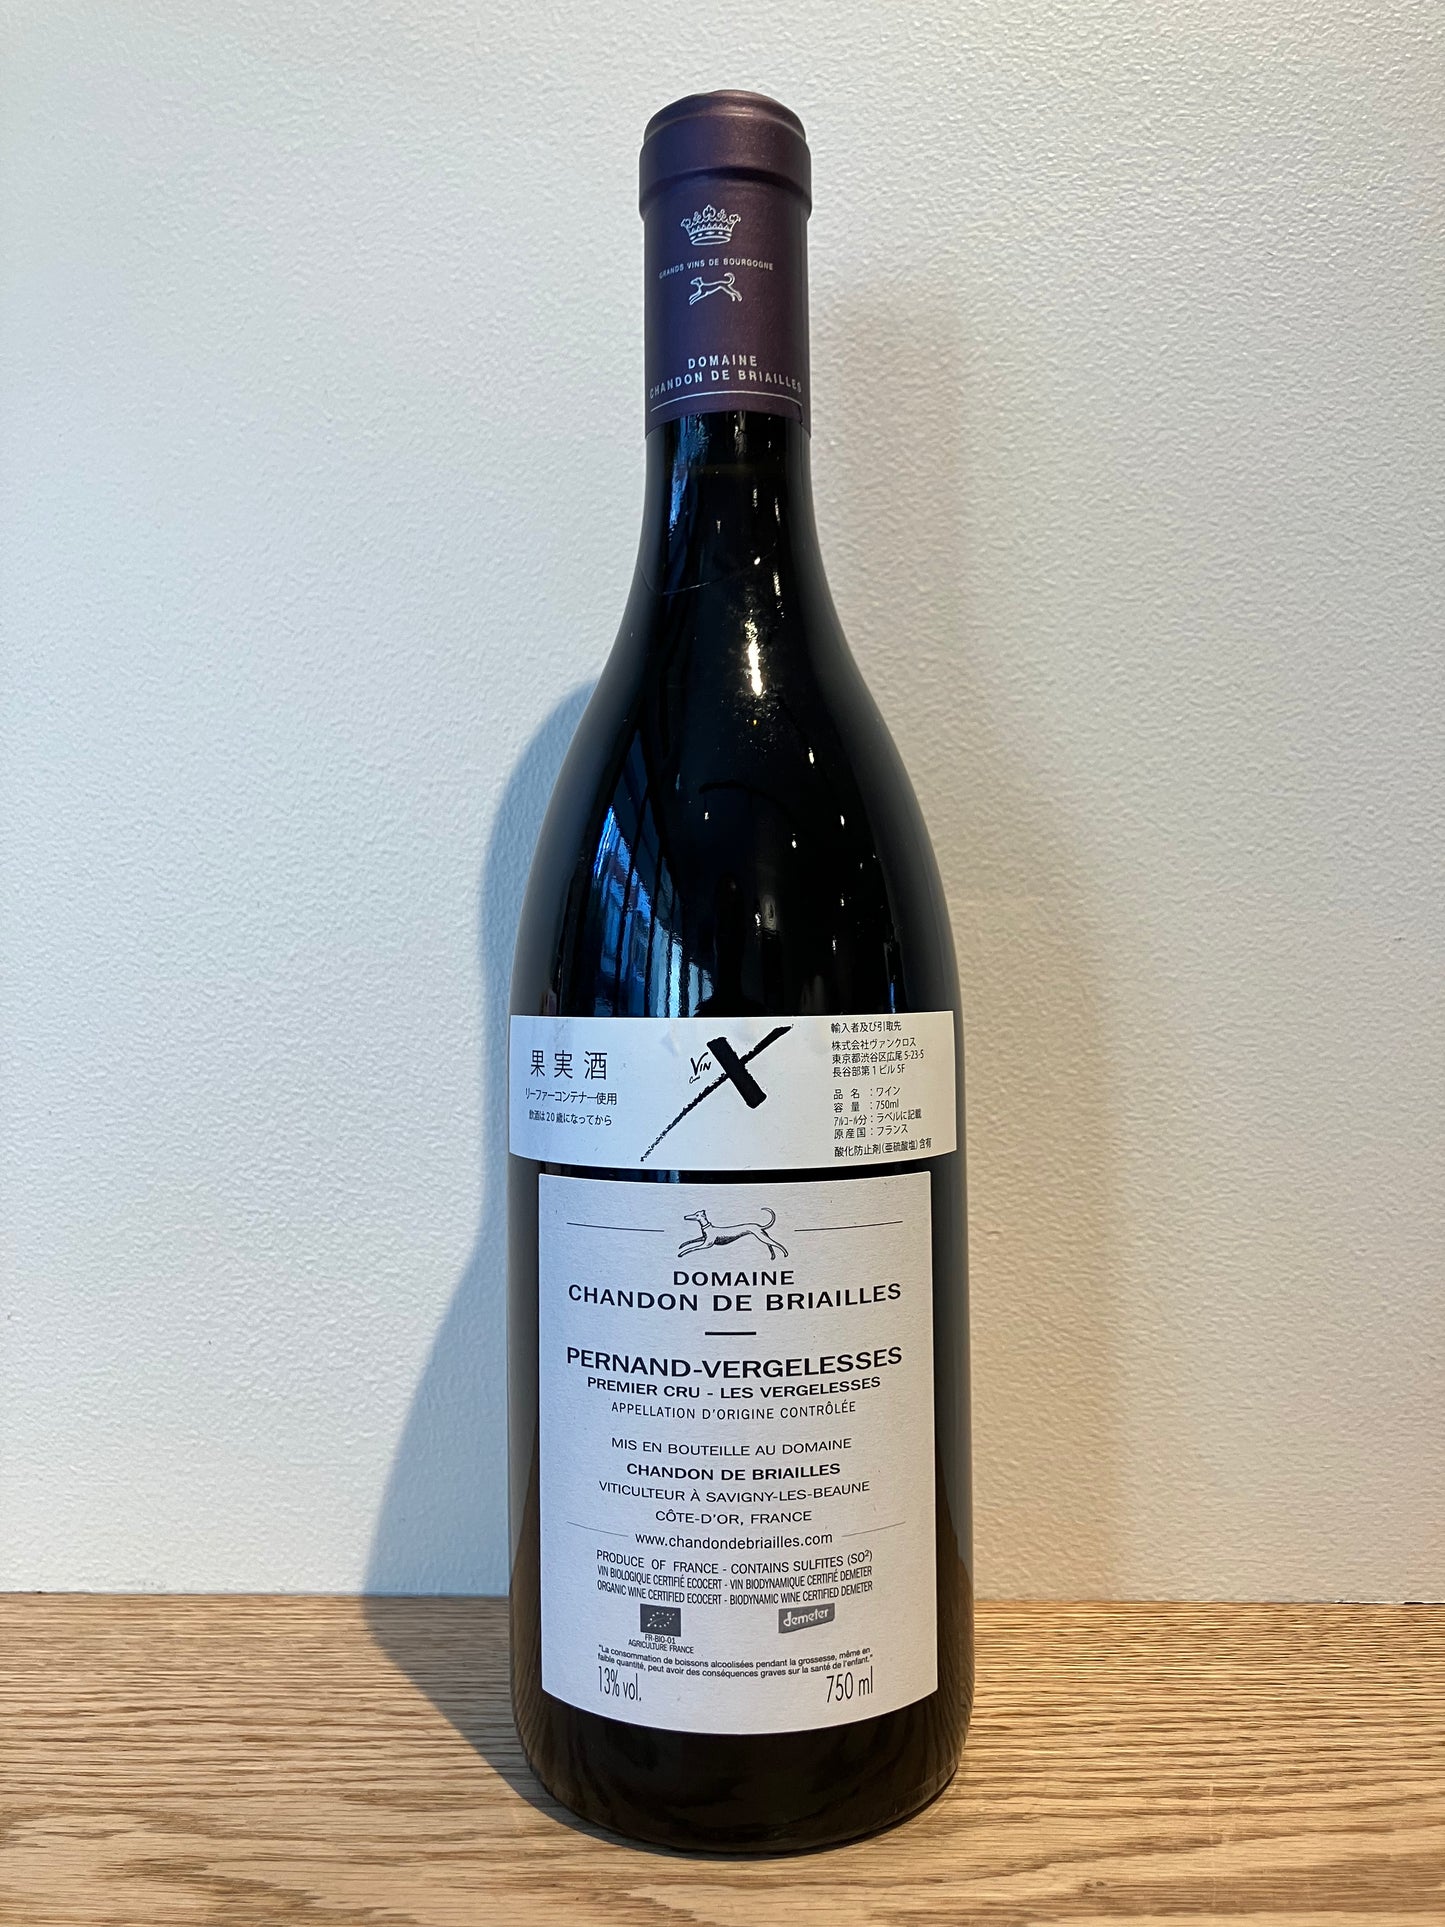 GRANDS VINS DE BOURGOGNE
DOMAINE
CHANDON DE BRIAILLES
果実酒
リーファーコンテナー使用
飲酒は20歳になってから
VIN
Cross
輸入者及び引取先
株式会社ヴァンクロス
東京都渋谷区広尾5-23-5
長谷部第1ビル5F
品名：ワイン
容量：750ml
アルコール分：ラベルに記載
原産国：フランス
酸化防止剤(亜硫酸塩)含有
DOMAINE
CHANDON DE BRIAILLES
PERNAND-VERGELESSES
PREMIER CRU - LES VERGELESSES
APPELLATION D'ORIGINE CONTRÔLÉE
MIS EN BOUTEILLE AU DOMAINE
CHANDON DE BRIAILLES
VITICULTEUR À SAVIGNY-LES-BEAUNE
CÔTE-D'OR, FRANCE
www.chandondebriailles.com
PRODUCE OF FRANCE - CONTAINS SULFITES (SO²)
VIN BIOLOGIQUE CERTIFIÉ ECOCERT - VIN BIODYNAMIQUE CERTIFIÉ DEMETER
ORGANIC WINE CERTIFIED ECOCERT - BIODYNAMIC WINE CERTIFIED DEMETER
demeter
FR-BIO-01
AGRICULTURE FRANCE
"La consommation de boissons alcoolisées pendant la grossesse, même en
faible quantité, peut avoir des conséquences graves sur la santé de l'enfant."
13% vol.
750 ml